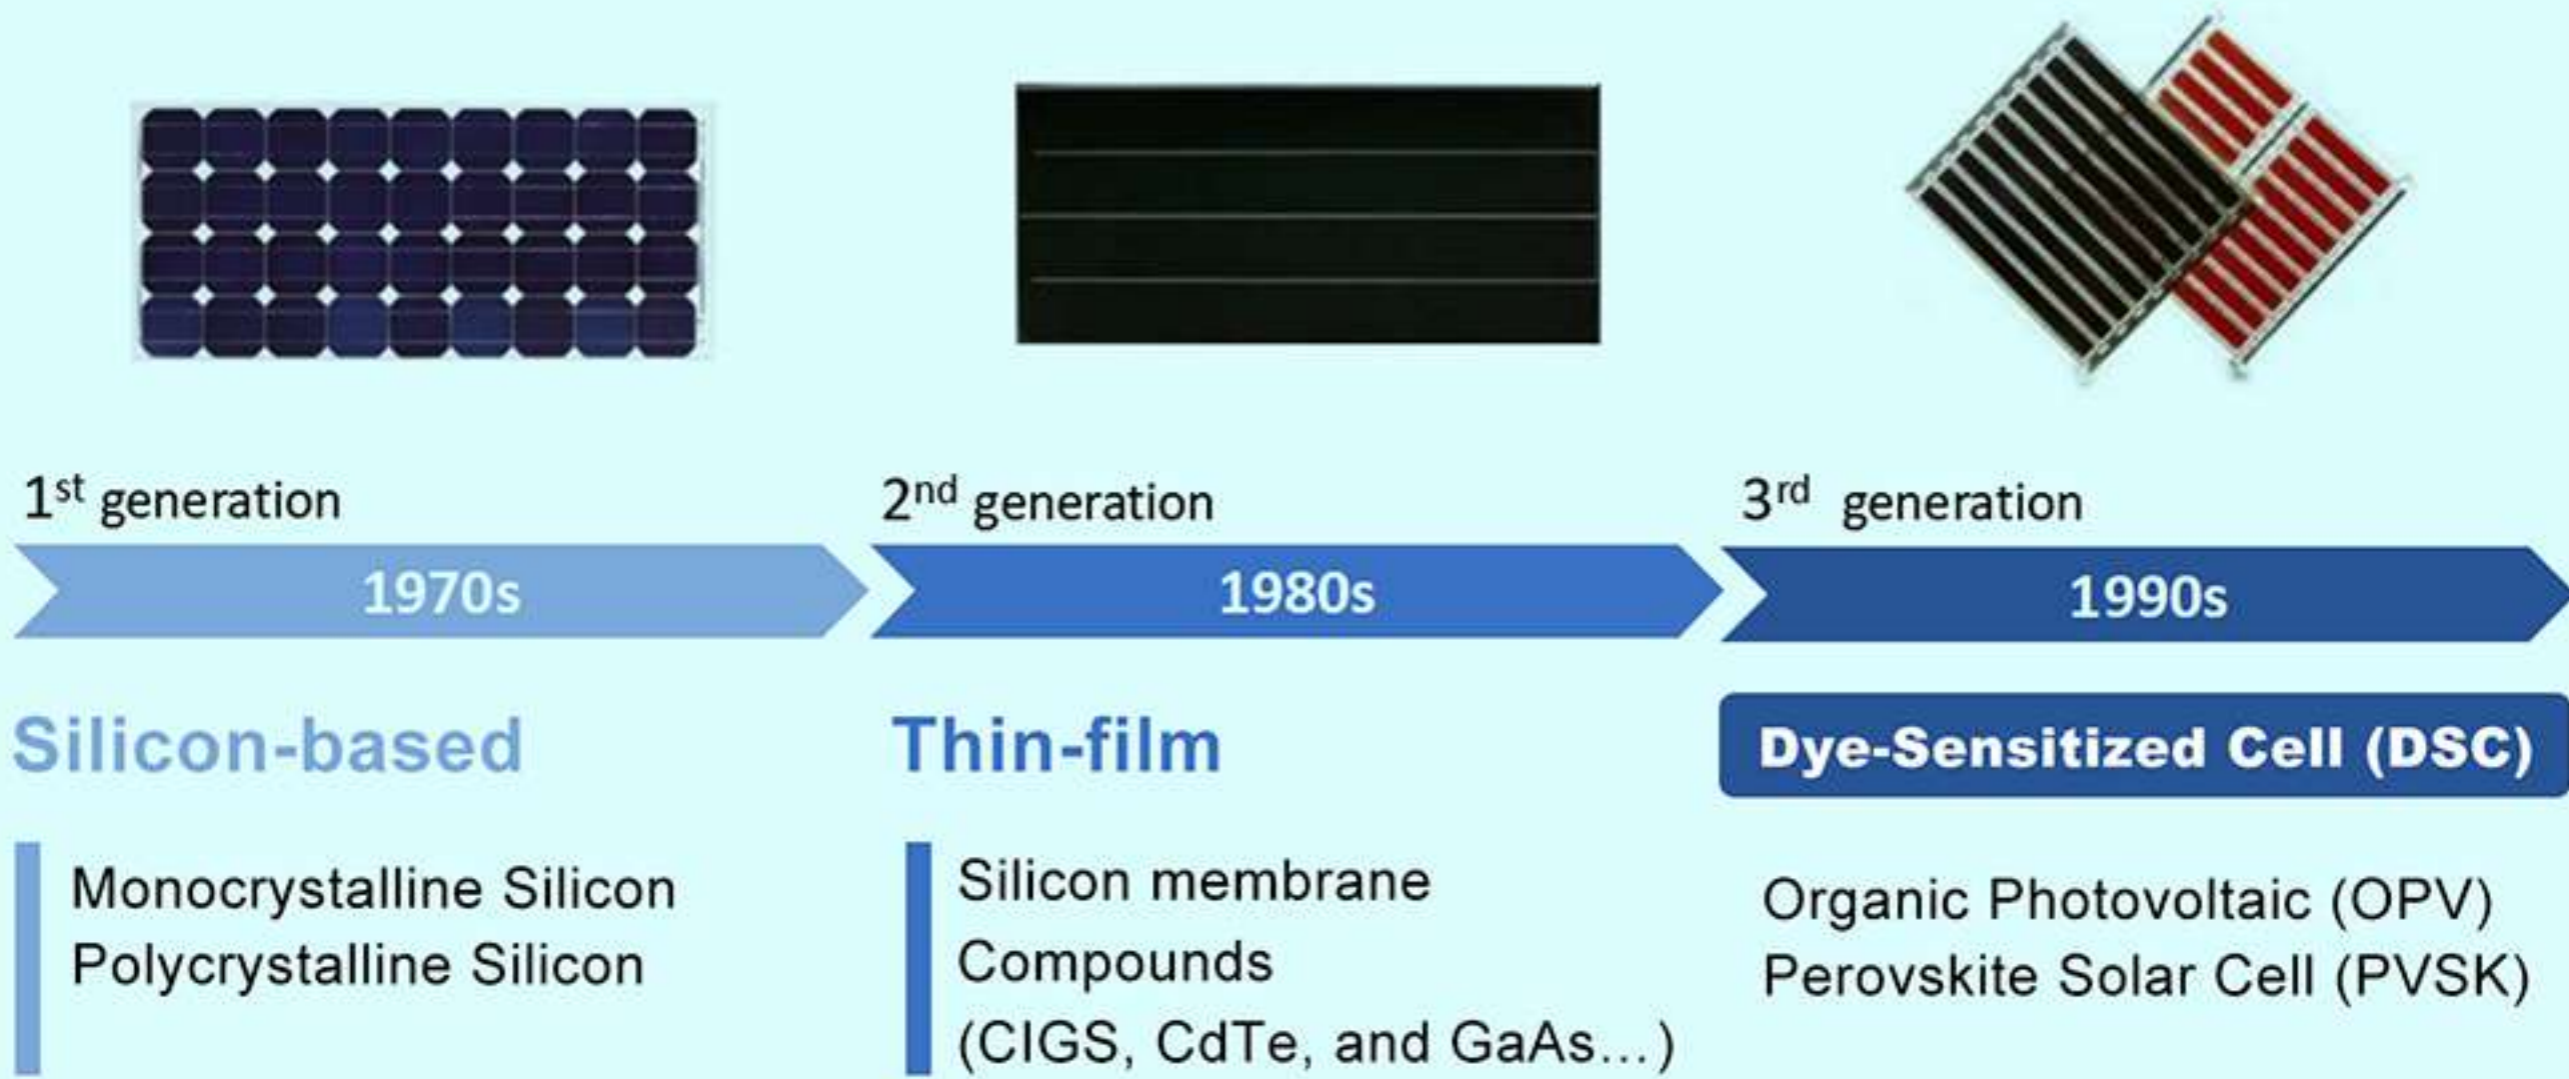 1st generation
1970s
Silicon-based
Monocrystalline Silicon
Polycrystalline Silicon
2nd generation
1980s
Thin-film
Silicon membrane
Compounds
(CIGS, CdTe, and GaAs...)
3rd generation
1990s
Dye-Sensitized Cell (DSC)
Organic Photovoltaic (OPV)
Perovskite Solar Cell (PVSK)